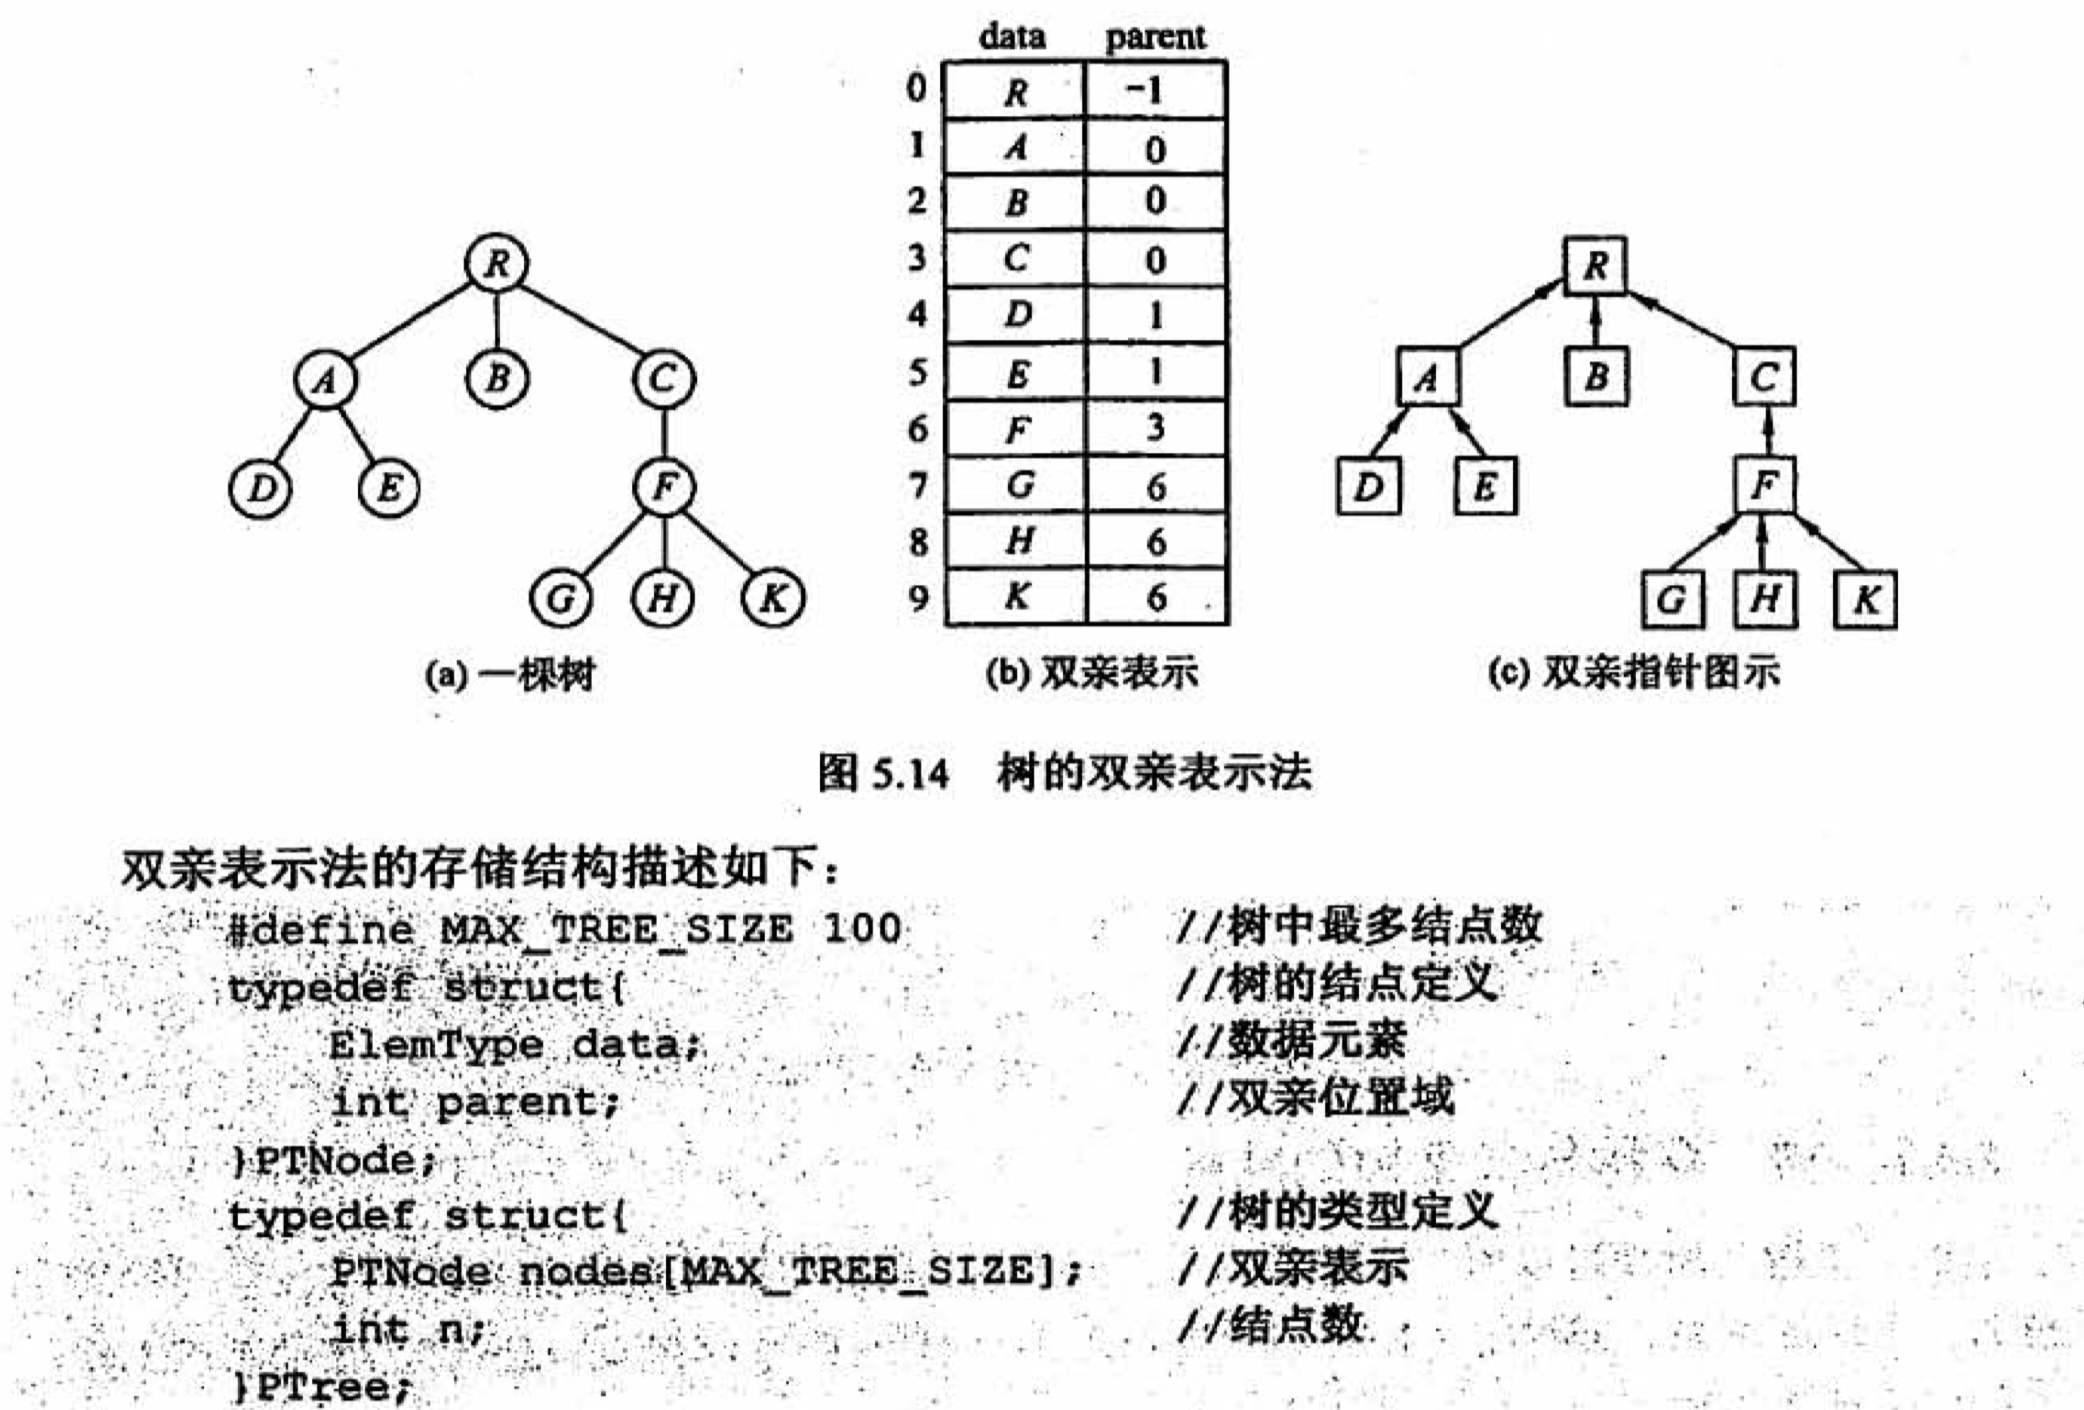 data parent
0 R -1
1 A 0
2 B 0
3 C 0
4 D 1
5 E 1
6 F 3
7 G 6
8 H 6
9 K 6
R
A B C
D E F
G H K
R
A B C
D E F
G H K
(a) 一棵树
(b) 双亲表示
(c) 双亲指针图示
图 5.14 树的双亲表示法
双亲表示法的存储结构描述如下：
#define MAX_TREE_SIZE 100 //树中最多结点数
typedef struct{ //树的结点定义
ElemType data; //数据元素
int parent; //双亲位置域
}PTNode;
typedef struct{ //树的类型定义
PTNode nodes[MAX_TREE_SIZE]; //双亲表示
int n; //结点数
}PTree;